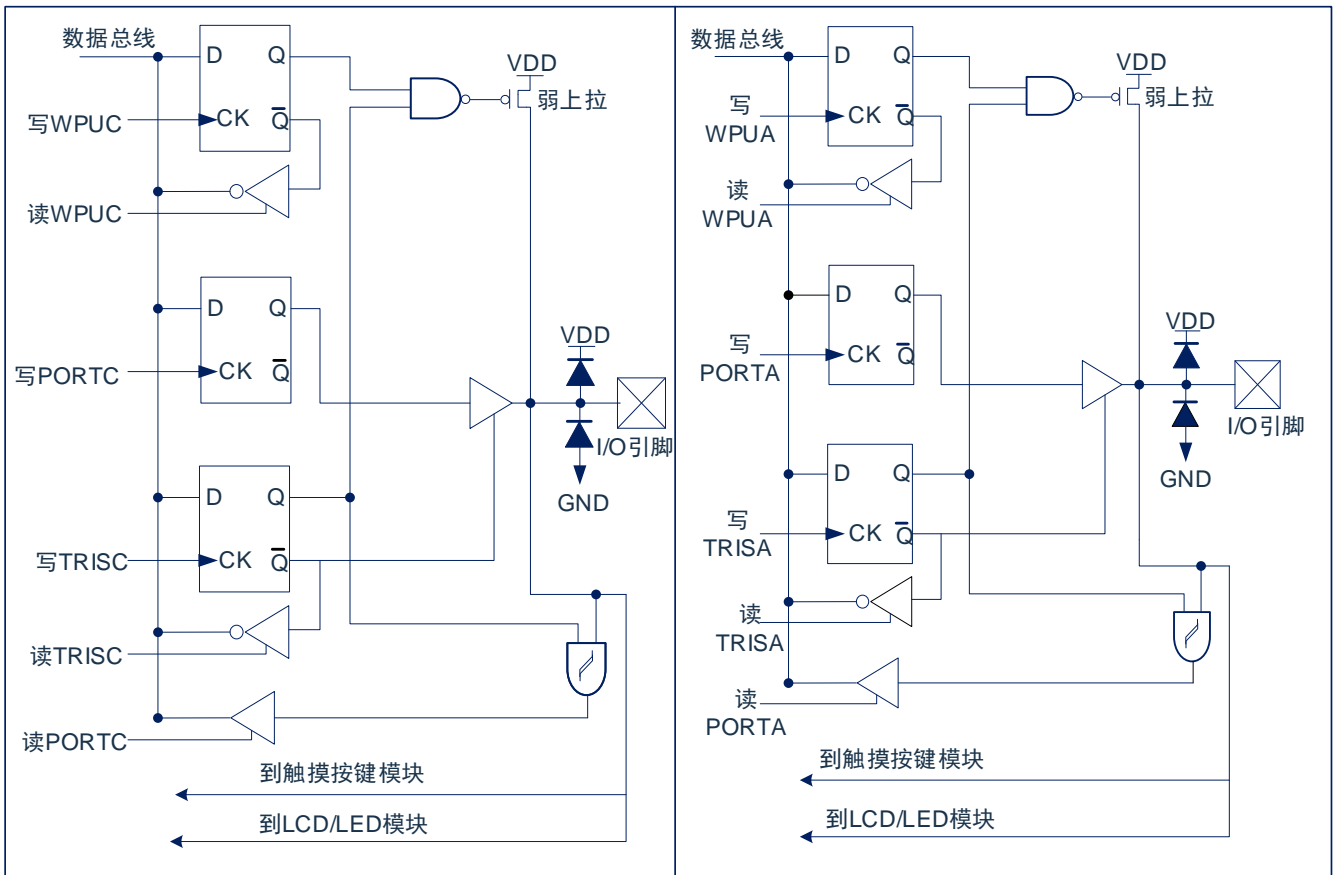 数据总线
D
Q
写WPUC
CK
Q
读WPUC
VDD
弱上拉
D
Q
写PORTC
CK
Q
VDD
I/O引脚
GND
D
Q
写TRISC
CK
Q
读TRISC
读PORTC
到触摸按键模块
到LCD/LED模块
数据总线
D
Q
写
WPUA
CK
Q
读
WPUA
VDD
弱上拉
D
Q
写
PORTA
CK
Q
VDD
I/O引脚
GND
D
Q
写
TRISA
CK
Q
读
TRISA
读
PORTA
到触摸按键模块
到LCD/LED模块